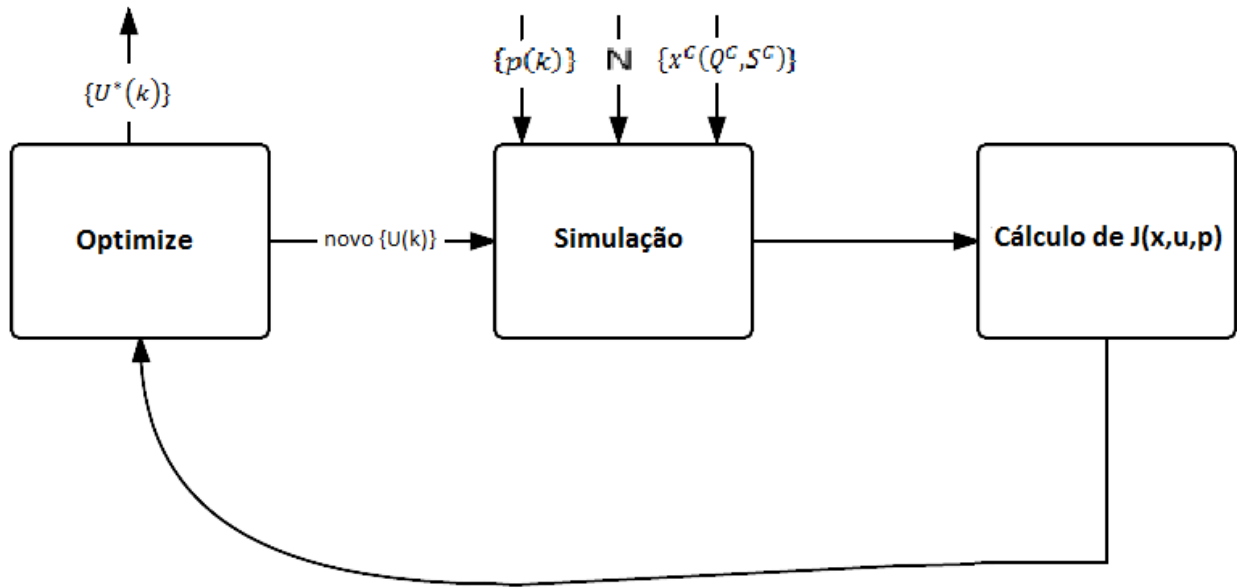 {p(k)} N {x^C(Q^C,S^C)}
{U*(k)}
Optimize
novo {U(k)}
Simulação
Cálculo de J(x,u,p)